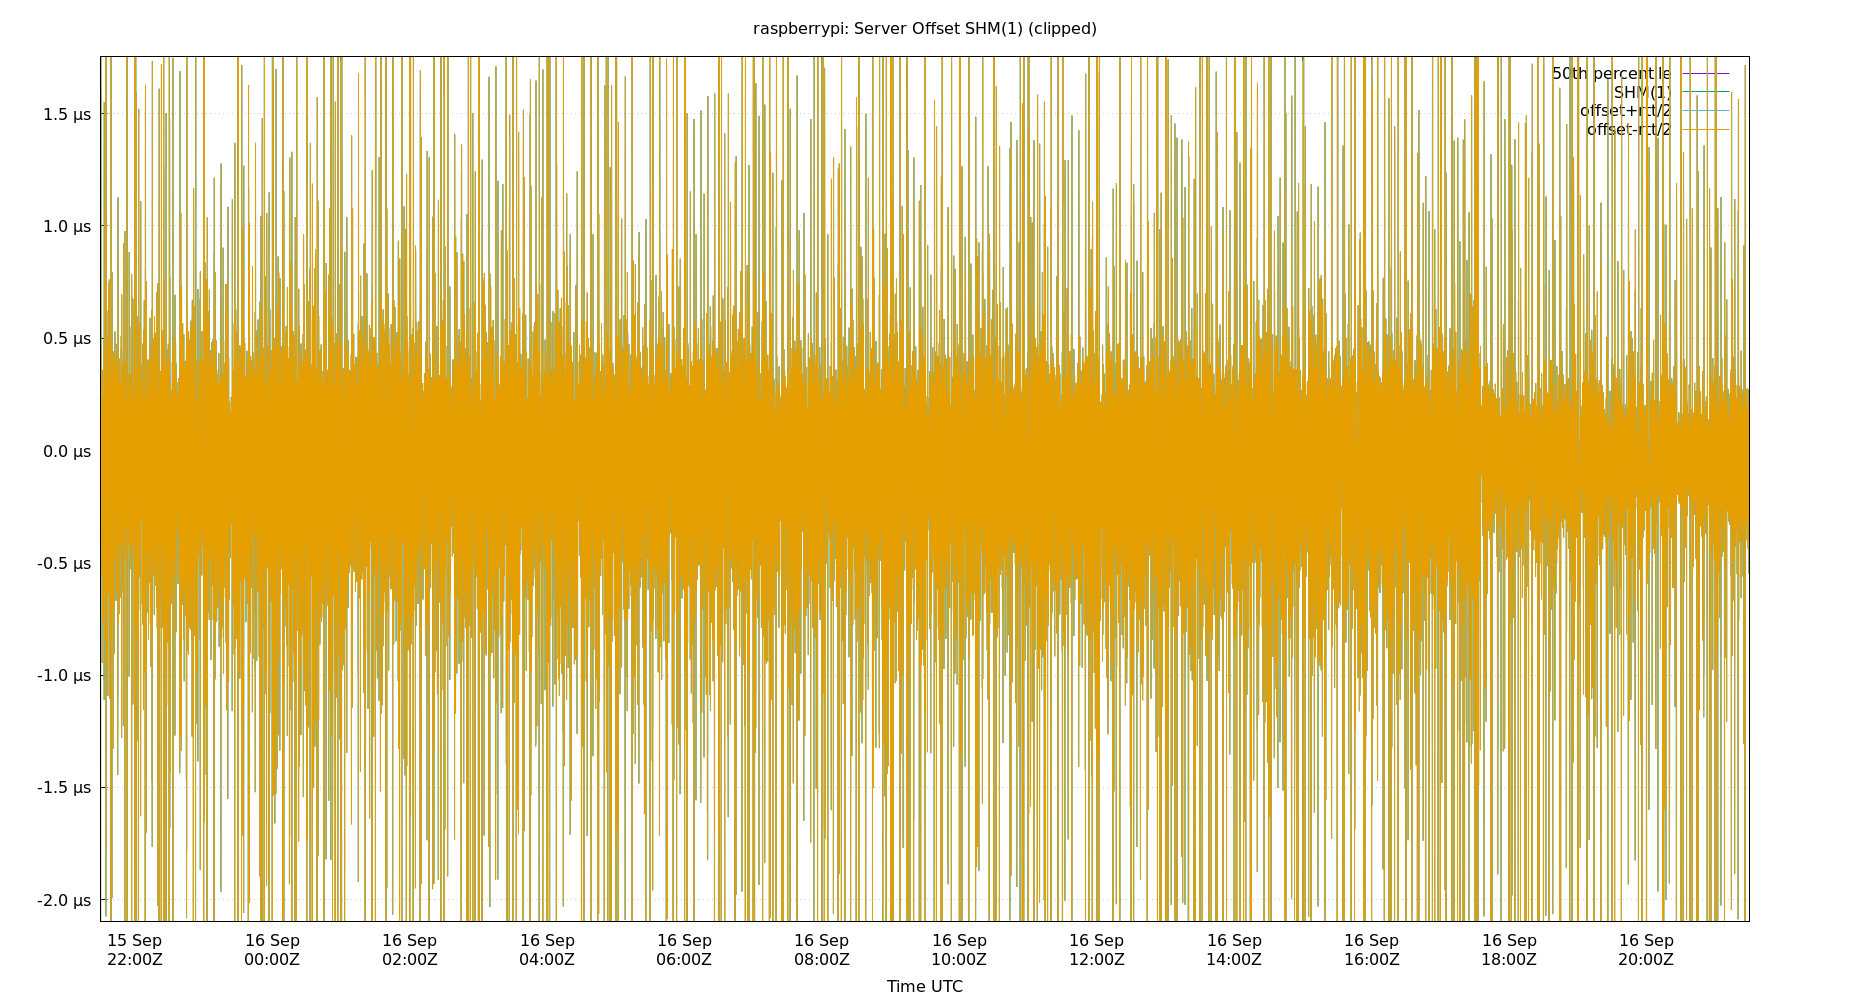 raspberrypi: Server Offset SHM(1) (clipped)
50th percentile
SHM(1)
offset+rtt/2
offset-rtt/2
1.5 µs
1.0 µs
0.5 µs
0.0 µs
-0.5 µs
-1.0 µs
-1.5 µs
-2.0 µs
15 Sep 16 Sep 16 Sep 16 Sep 16 Sep 16 Sep 16 Sep 16 Sep 16 Sep 16 Sep 16 Sep 16 Sep
22:00Z 00:00Z 02:00Z 04:00Z 06:00Z 08:00Z 10:00Z 12:00Z 14:00Z 16:00Z 18:00Z 20:00Z
Time UTC